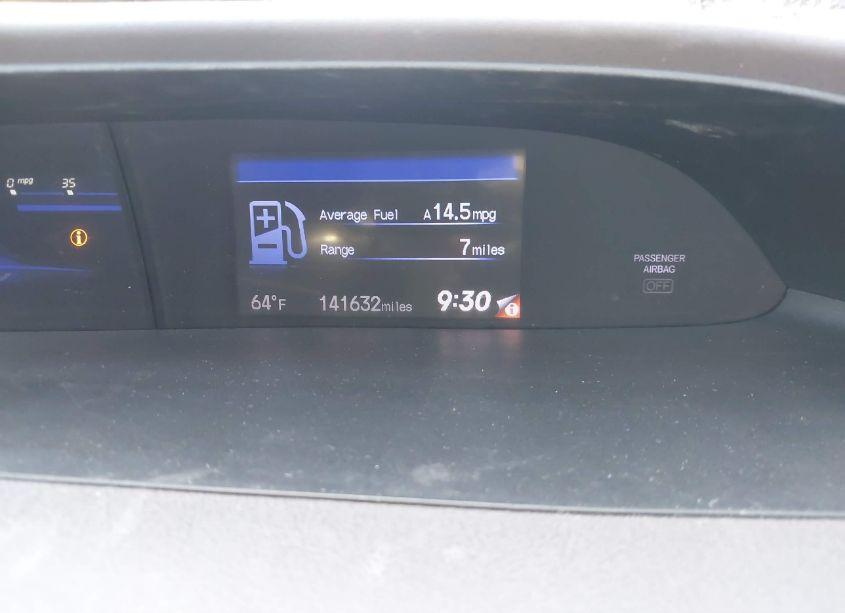 0 mpg 35
Average Fuel A 14.5 mpg
Range 7 miles
64°F 141632 miles 9:30
PASSENGER
AIRBAG
OFF